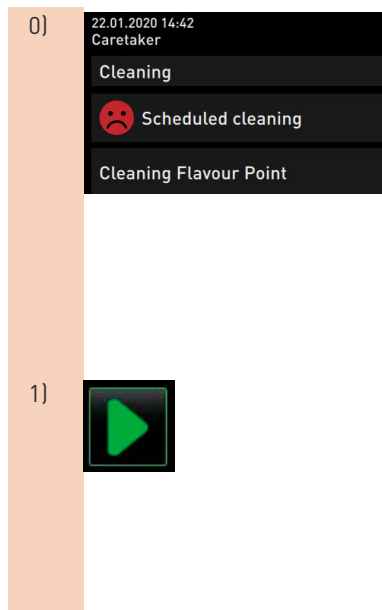 0)
22.01.2020 14:42
Caretaker
Cleaning
Scheduled cleaning
Cleaning Flavour Point
1)